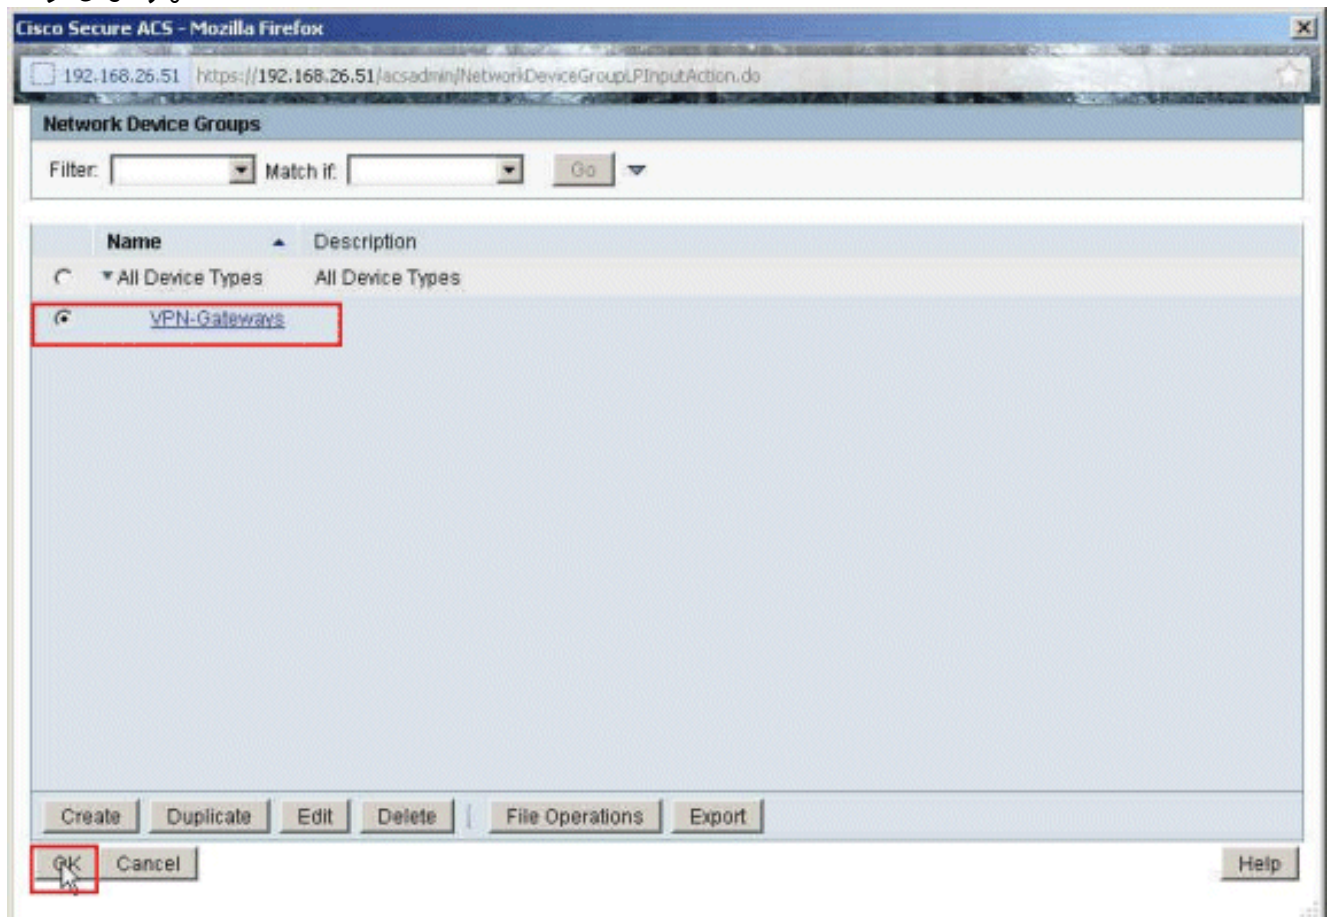 Cisco Secure ACS - Mozilla Firefox
192.168.26.51 https://192.168.26.51/acsadmin/NetworkDeviceGroupLPInputAction.do
Network Device Groups
Filter: Match if: Go
Name Description
All Device Types All Device Types
VPN-Gateways
Create Duplicate Edit Delete File Operations Export
OK Cancel Help